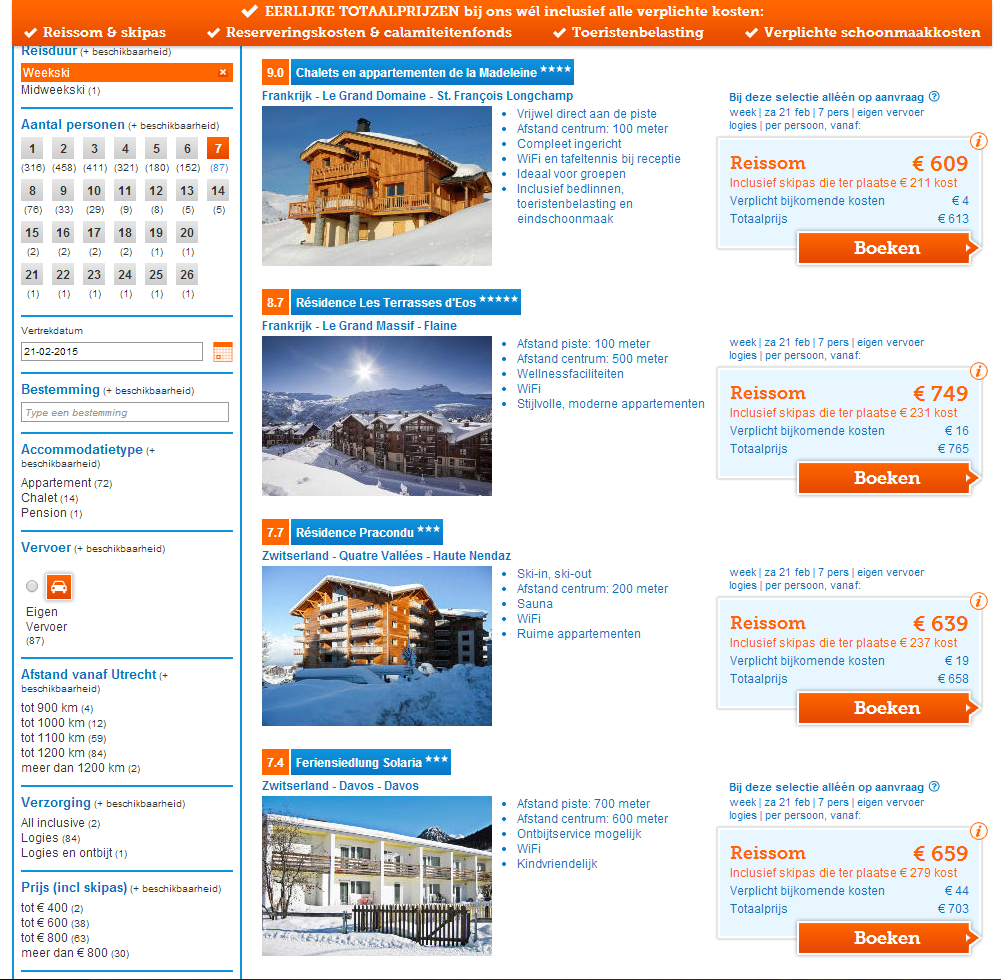 EERLIJKE TOTAALPRIJZEN bij ons wél inclusief alle verplichte kosten:
Reissom & skipas Reserveringskosten & calamiteitenfonds Toeristenbelasting Verplichte schoonmaakkosten
Reisduur (+ beschikbaarheid)
Weekski ×
Midweekski (1)
Aantal personen (+ beschikbaarheid)
1 2 3 4 5 6 7
(316) (458) (411) (321) (180) (152) (87)
8 9 10 11 12 13 14
(76) (33) (29) (9) (8) (5) (5)
15 16 17 18 19 20
(2) (2) (2) (2) (1) (1)
21 22 23 24 25 26
(1) (1) (1) (1) (1) (1)
Vertrekdatum
21-02-2015
Bestemming (+ beschikbaarheid)
Type een bestemming
Accommodatietype (+
beschikbaarheid)
Appartement (72)
Chalet (14)
Pension (1)
Vervoer (+ beschikbaarheid)
Eigen
Vervoer
(87)
Afstand vanaf Utrecht (+
beschikbaarheid)
tot 900 km (4)
tot 1000 km (12)
tot 1100 km (59)
tot 1200 km (84)
meer dan 1200 km (2)
Verzorging (+ beschikbaarheid)
All inclusive (2)
Logies (84)
Logies en ontbijt (1)
Prijs (incl skipas) (+ beschikbaarheid)
tot € 400 (2)
tot € 600 (38)
tot € 800 (63)
meer dan € 800 (30)
9.0 Chalets en appartementen de la Madeleine ★★★★
Frankrijk - Le Grand Domaine - St. François Longchamp
• Vrijwel direct aan de piste
• Afstand centrum: 100 meter
• Compleet ingericht
• WiFi en tafeltennis bij receptie
• Ideaal voor groepen
• Inclusief bedlinnen,
toeristenbelasting en
eindschoonmaak
Bij deze selectie alléén op aanvraag ?
week | za 21 feb | 7 pers | eigen vervoer
logies | per persoon, vanaf:
i
Reissom € 609
Inclusief skipas die ter plaatse € 211 kost
Verplicht bijkomende kosten € 4
Totaalprijs € 613
Boeken
8.7 Résidence Les Terrasses d'Eos ★★★★★
Frankrijk - Le Grand Massif - Flaine
• Afstand piste: 100 meter
• Afstand centrum: 500 meter
• Wellnessfaciliteiten
• WiFi
• Stijlvolle, moderne appartementen
week | za 21 feb | 7 pers | eigen vervoer
logies | per persoon, vanaf:
i
Reissom € 749
Inclusief skipas die ter plaatse € 231 kost
Verplicht bijkomende kosten € 16
Totaalprijs € 765
Boeken
7.7 Résidence Pracondu ★★★
Zwitserland - Quatre Vallées - Haute Nendaz
• Ski-in, ski-out
• Afstand centrum: 200 meter
• Sauna
• WiFi
• Ruime appartementen
week | za 21 feb | 7 pers | eigen vervoer
logies | per persoon, vanaf:
i
Reissom € 639
Inclusief skipas die ter plaatse € 237 kost
Verplicht bijkomende kosten € 19
Totaalprijs € 658
Boeken
7.4 Feriensiedlung Solaria ★★★
Zwitserland - Davos - Davos
• Afstand piste: 700 meter
• Afstand centrum: 600 meter
• Ontbijtservice mogelijk
• WiFi
• Kindvriendelijk
Bij deze selectie alléén op aanvraag ?
week | za 21 feb | 7 pers | eigen vervoer
logies | per persoon, vanaf:
i
Reissom € 659
Inclusief skipas die ter plaatse € 279 kost
Verplicht bijkomende kosten € 44
Totaalprijs € 703
Boeken